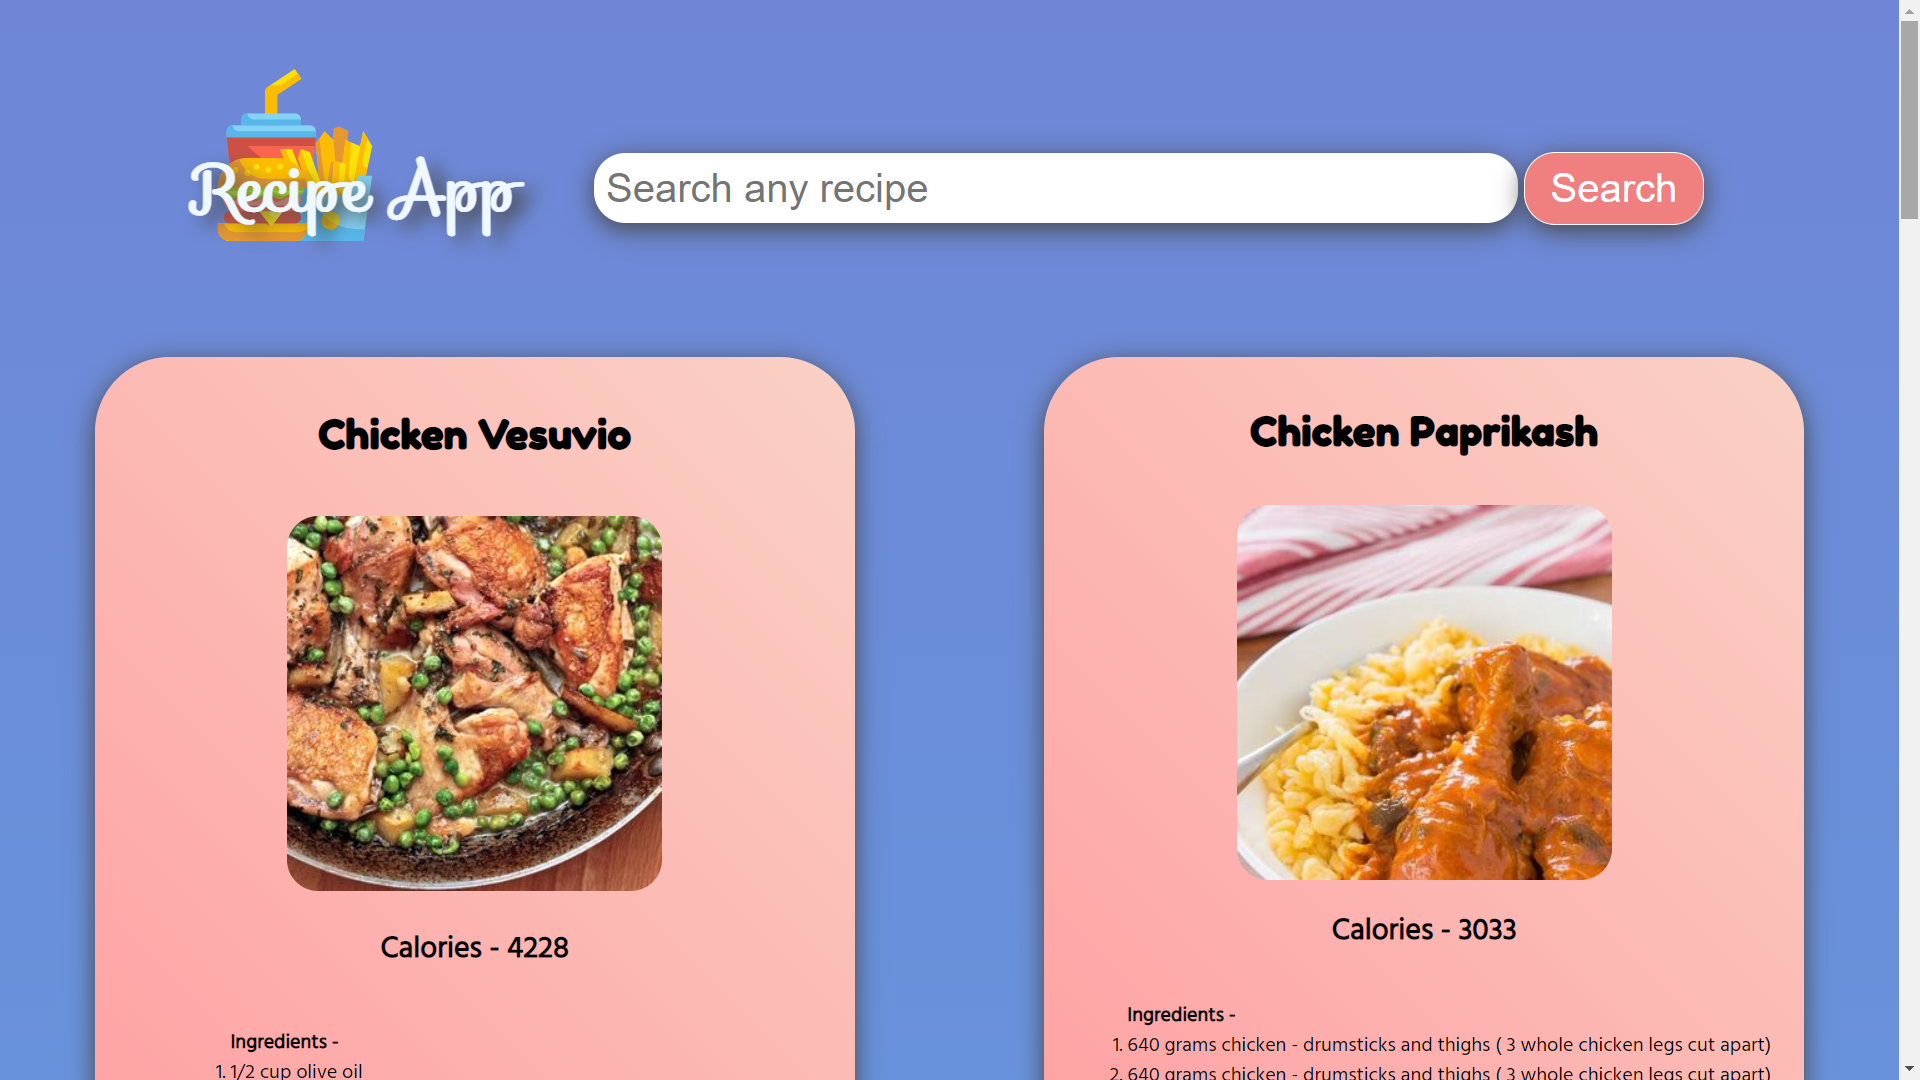 Recipe App
Search any recipe
Search
Chicken Vesuvio
Calories - 4228
Ingredients -
1. 1/2 cup olive oil
Chicken Paprikash
Calories - 3033
Ingredients -
1. 640 grams chicken - drumsticks and thighs ( 3 whole chicken legs cut apart)
2. 640 grams chicken - drumsticks and thighs ( 3 whole chicken legs cut apart)